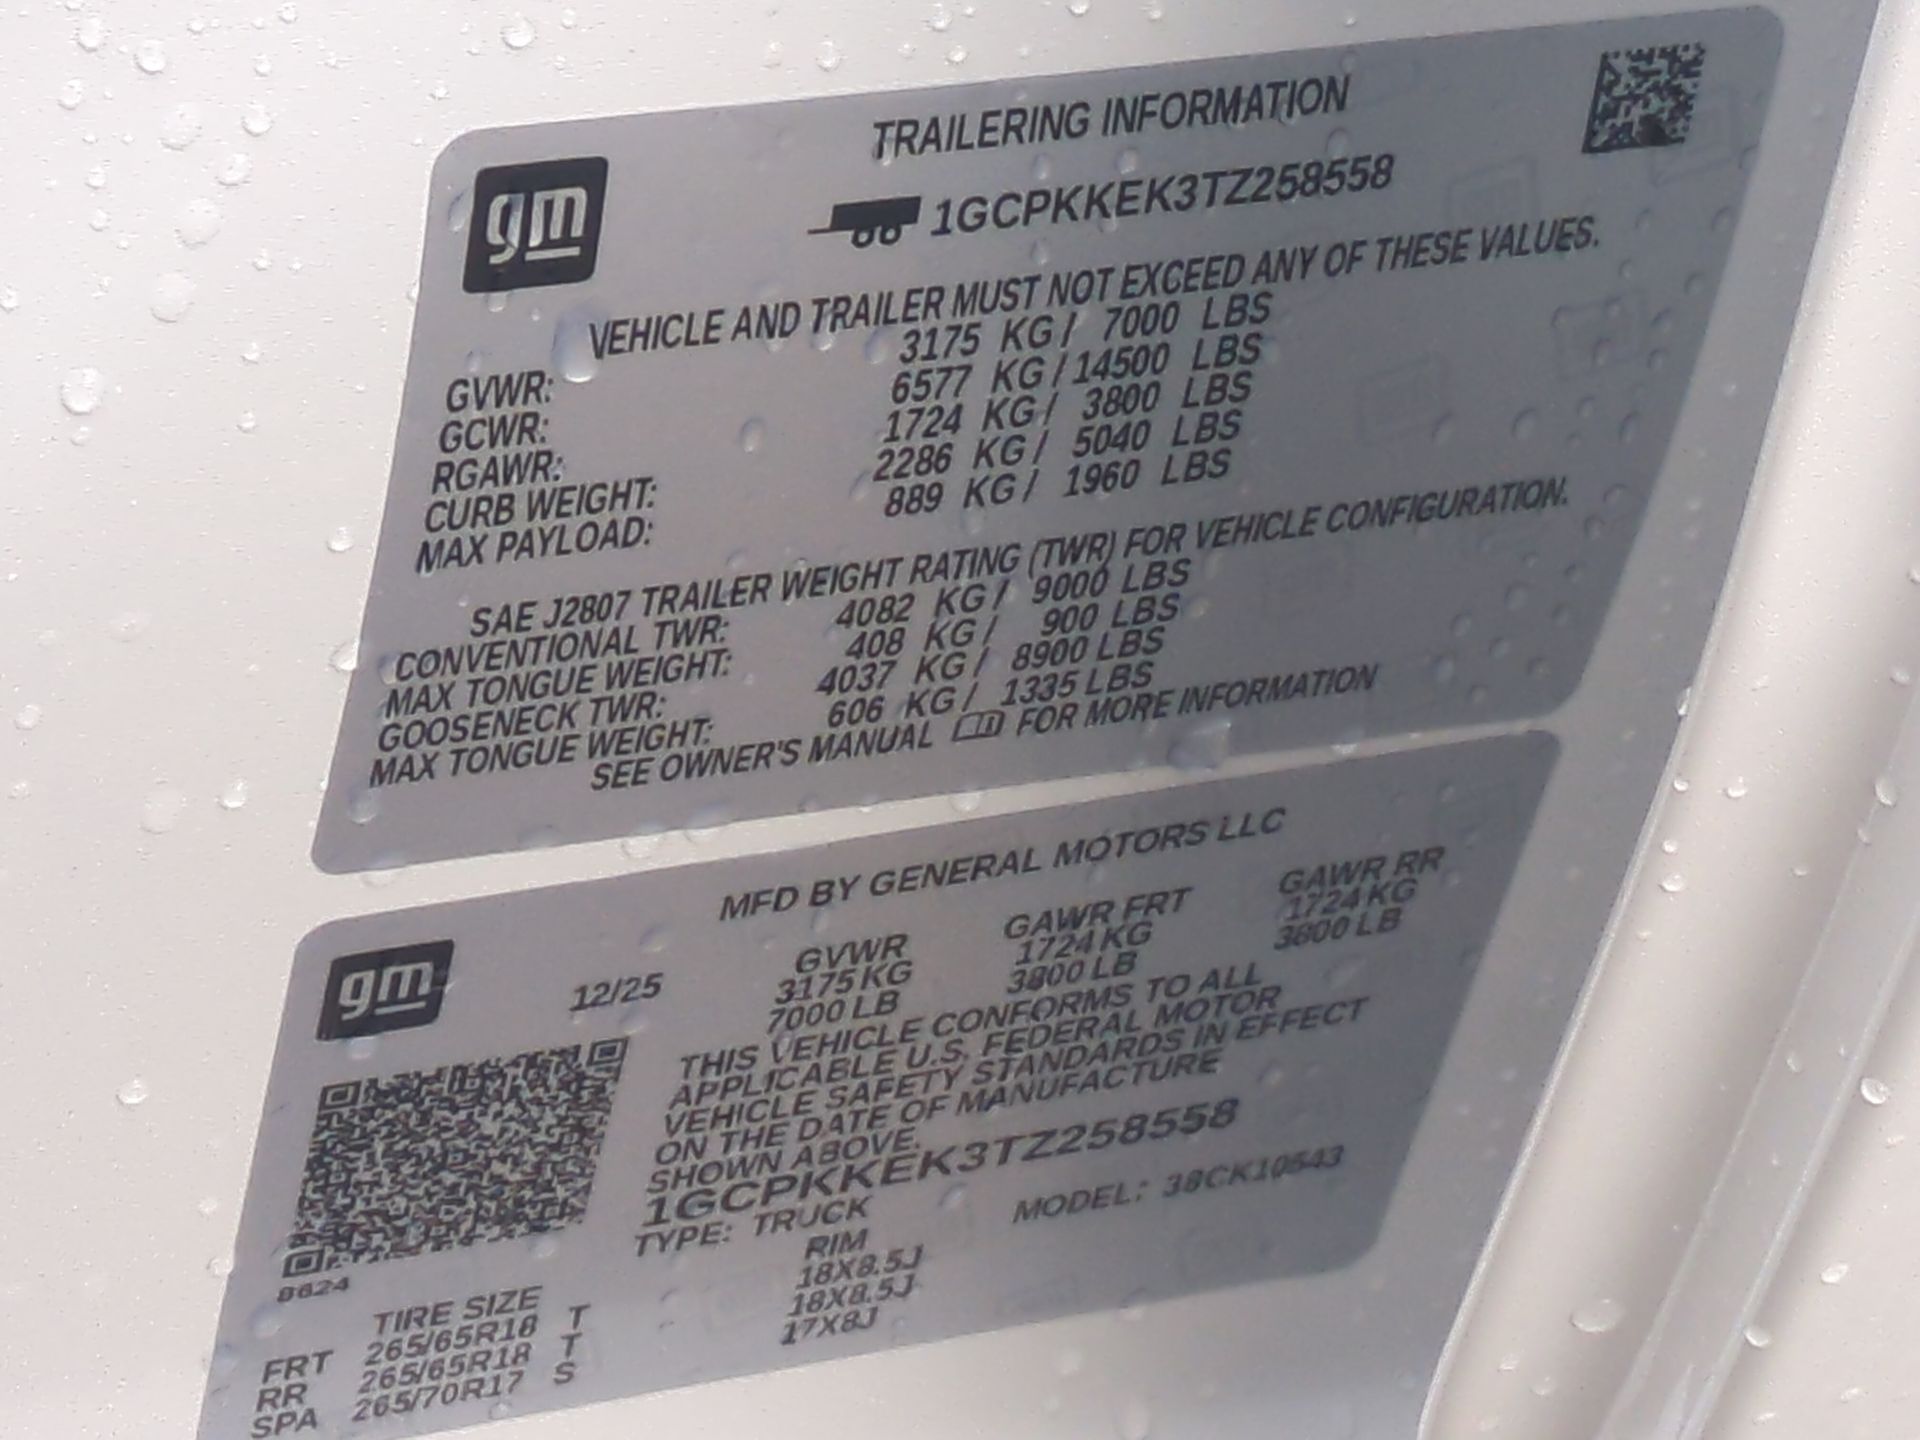 TRAILERING INFORMATION
gm
1GCPKKEK3TZ258558
VEHICLE AND TRAILER MUST NOT EXCEED ANY OF THESE VALUES.
GVWR: 3175 KG / 7000 LBS
GCWR: 6577 KG / 14500 LBS
RGAWR: 1724 KG / 3800 LBS
CURB WEIGHT: 2286 KG / 5040 LBS
MAX PAYLOAD: 889 KG / 1960 LBS
SAE J2807 TRAILER WEIGHT RATING (TWR) FOR VEHICLE CONFIGURATION.
CONVENTIONAL TWR: 4082 KG / 9000 LBS
MAX TONGUE WEIGHT: 408 KG / 900 LBS
GOOSENECK TWR: 4037 KG / 8900 LBS
MAX TONGUE WEIGHT: 606 KG / 1335 LBS
SEE OWNER'S MANUAL FOR MORE INFORMATION
MFD BY GENERAL MOTORS LLC
gm
12/25
GVWR GAWR FRT GAWR RR
3175 KG 1724 KG 1724 KG
7000 LB 3800 LB 3800 LB
THIS VEHICLE CONFORMS TO ALL
APPLICABLE U.S. FEDERAL MOTOR
VEHICLE SAFETY STANDARDS IN EFFECT
ON THE DATE OF MANUFACTURE
SHOWN ABOVE.
1GCPKKEK3TZ258558
TYPE: TRUCK MODEL: 38CK10543
8624
TIRE SIZE RIM
FRT 265/65R18 T 18X8.5J
RR 265/65R18 T 18X8.5J
SPA 265/70R17 S 17X8J